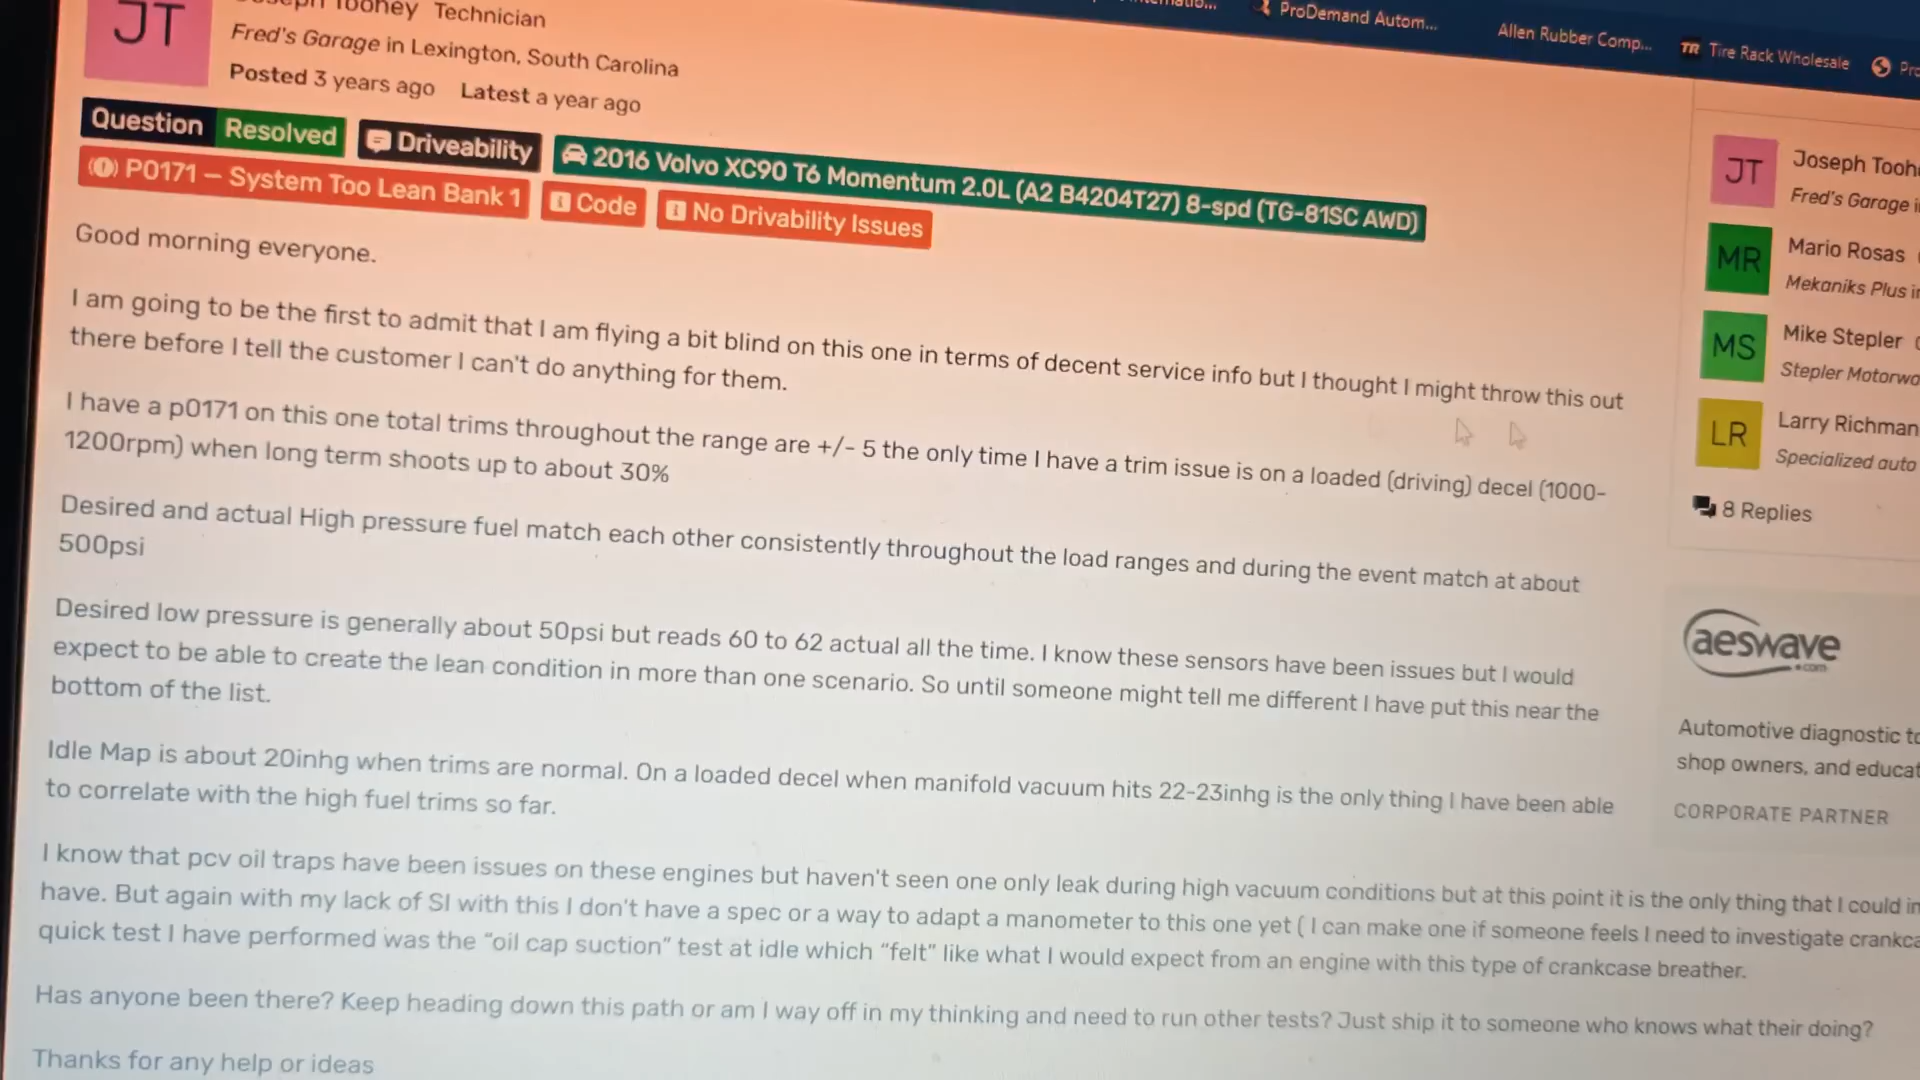 ProDemand Autom...
Allen Rubber Comp...
TR Tire Rack Wholesale
JT
Toohey Technician
Fred's Garage in Lexington, South Carolina
Posted 3 years ago Latest a year ago
Question Resolved Driveability 2016 Volvo XC90 T6 Momentum 2.0L (A2 B4204T27) 8-spd (TG-81SC AWD)
P0171 – System Too Lean Bank 1 Code No Drivability Issues
Good morning everyone.
I am going to be the first to admit that I am flying a bit blind on this one in terms of decent service info but I thought I might throw this out
there before I tell the customer I can't do anything for them.
I have a p0171 on this one total trims throughout the range are +/- 5 the only time I have a trim issue is on a loaded (driving) decel (1000-
1200rpm) when long term shoots up to about 30%
Desired and actual High pressure fuel match each other consistently throughout the load ranges and during the event match at about
500psi
Desired low pressure is generally about 50psi but reads 60 to 62 actual all the time. I know these sensors have been issues but I would
expect to be able to create the lean condition in more than one scenario. So until someone might tell me different I have put this near the
bottom of the list.
Idle Map is about 20inhg when trims are normal. On a loaded decel when manifold vacuum hits 22-23inhg is the only thing I have been able
to correlate with the high fuel trims so far.
I know that pcv oil traps have been issues on these engines but haven't seen one only leak during high vacuum conditions but at this point it is the only thing that I could
have. But again with my lack of SI with this I don't have a spec or a way to adapt a manometer to this one yet ( I can make one if someone feels I need to investigate
quick test I have performed was the "oil cap suction" test at idle which "felt" like what I would expect from an engine with this type of crankcase breather.
Has anyone been there? Keep heading down this path or am I way off in my thinking and need to run other tests? Just ship it to someone who knows what their doing?
Thanks for any help or ideas
JT Joseph
Fred's Garage
MR Mario Rosas
Mekaniks Plus
MS Mike Stepler
Stepler
LR Larry Richman
Specialized auto
8 Replies
aeswave
.com
Automotive diagnostic
shop owners, and
CORPORATE PARTNER